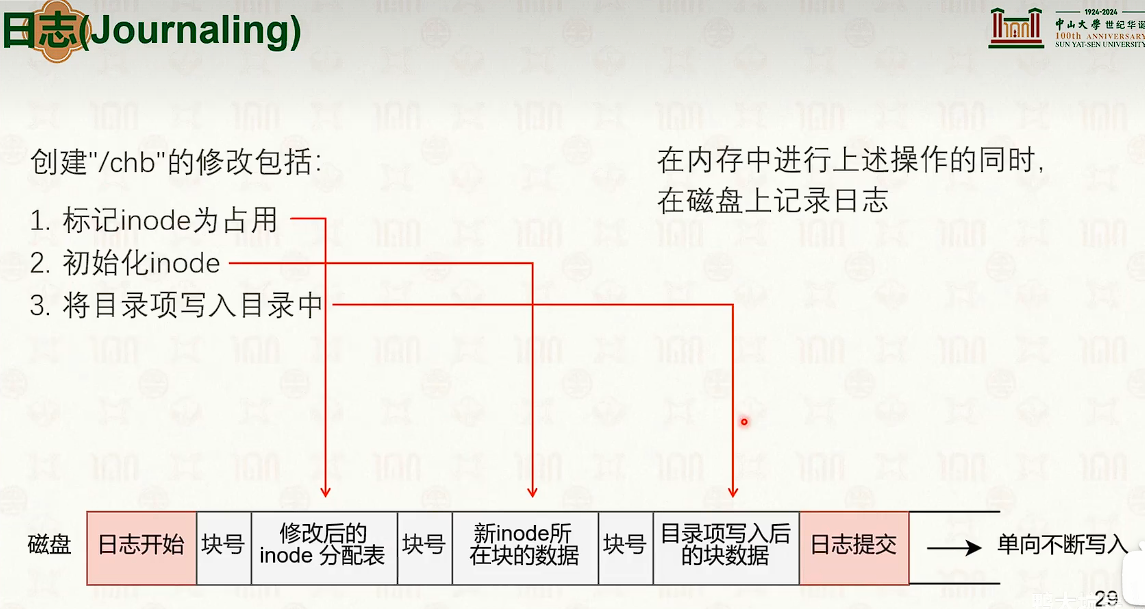 日志(Journaling)
1924-2024
中山大學 世纪华诞
100th ANNIVERSARY
SUN YAT-SEN UNIVERSITY
创建"/chb"的修改包括:
1. 标记inode为占用
2. 初始化inode
3. 将目录项写入目录中
在内存中进行上述操作的同时,
在磁盘上记录日志
磁盘
日志开始
块号
修改后的
inode 分配表
块号
新inode所
在块的数据
块号
目录项写入后
的块数据
日志提交
单向不断写入
29